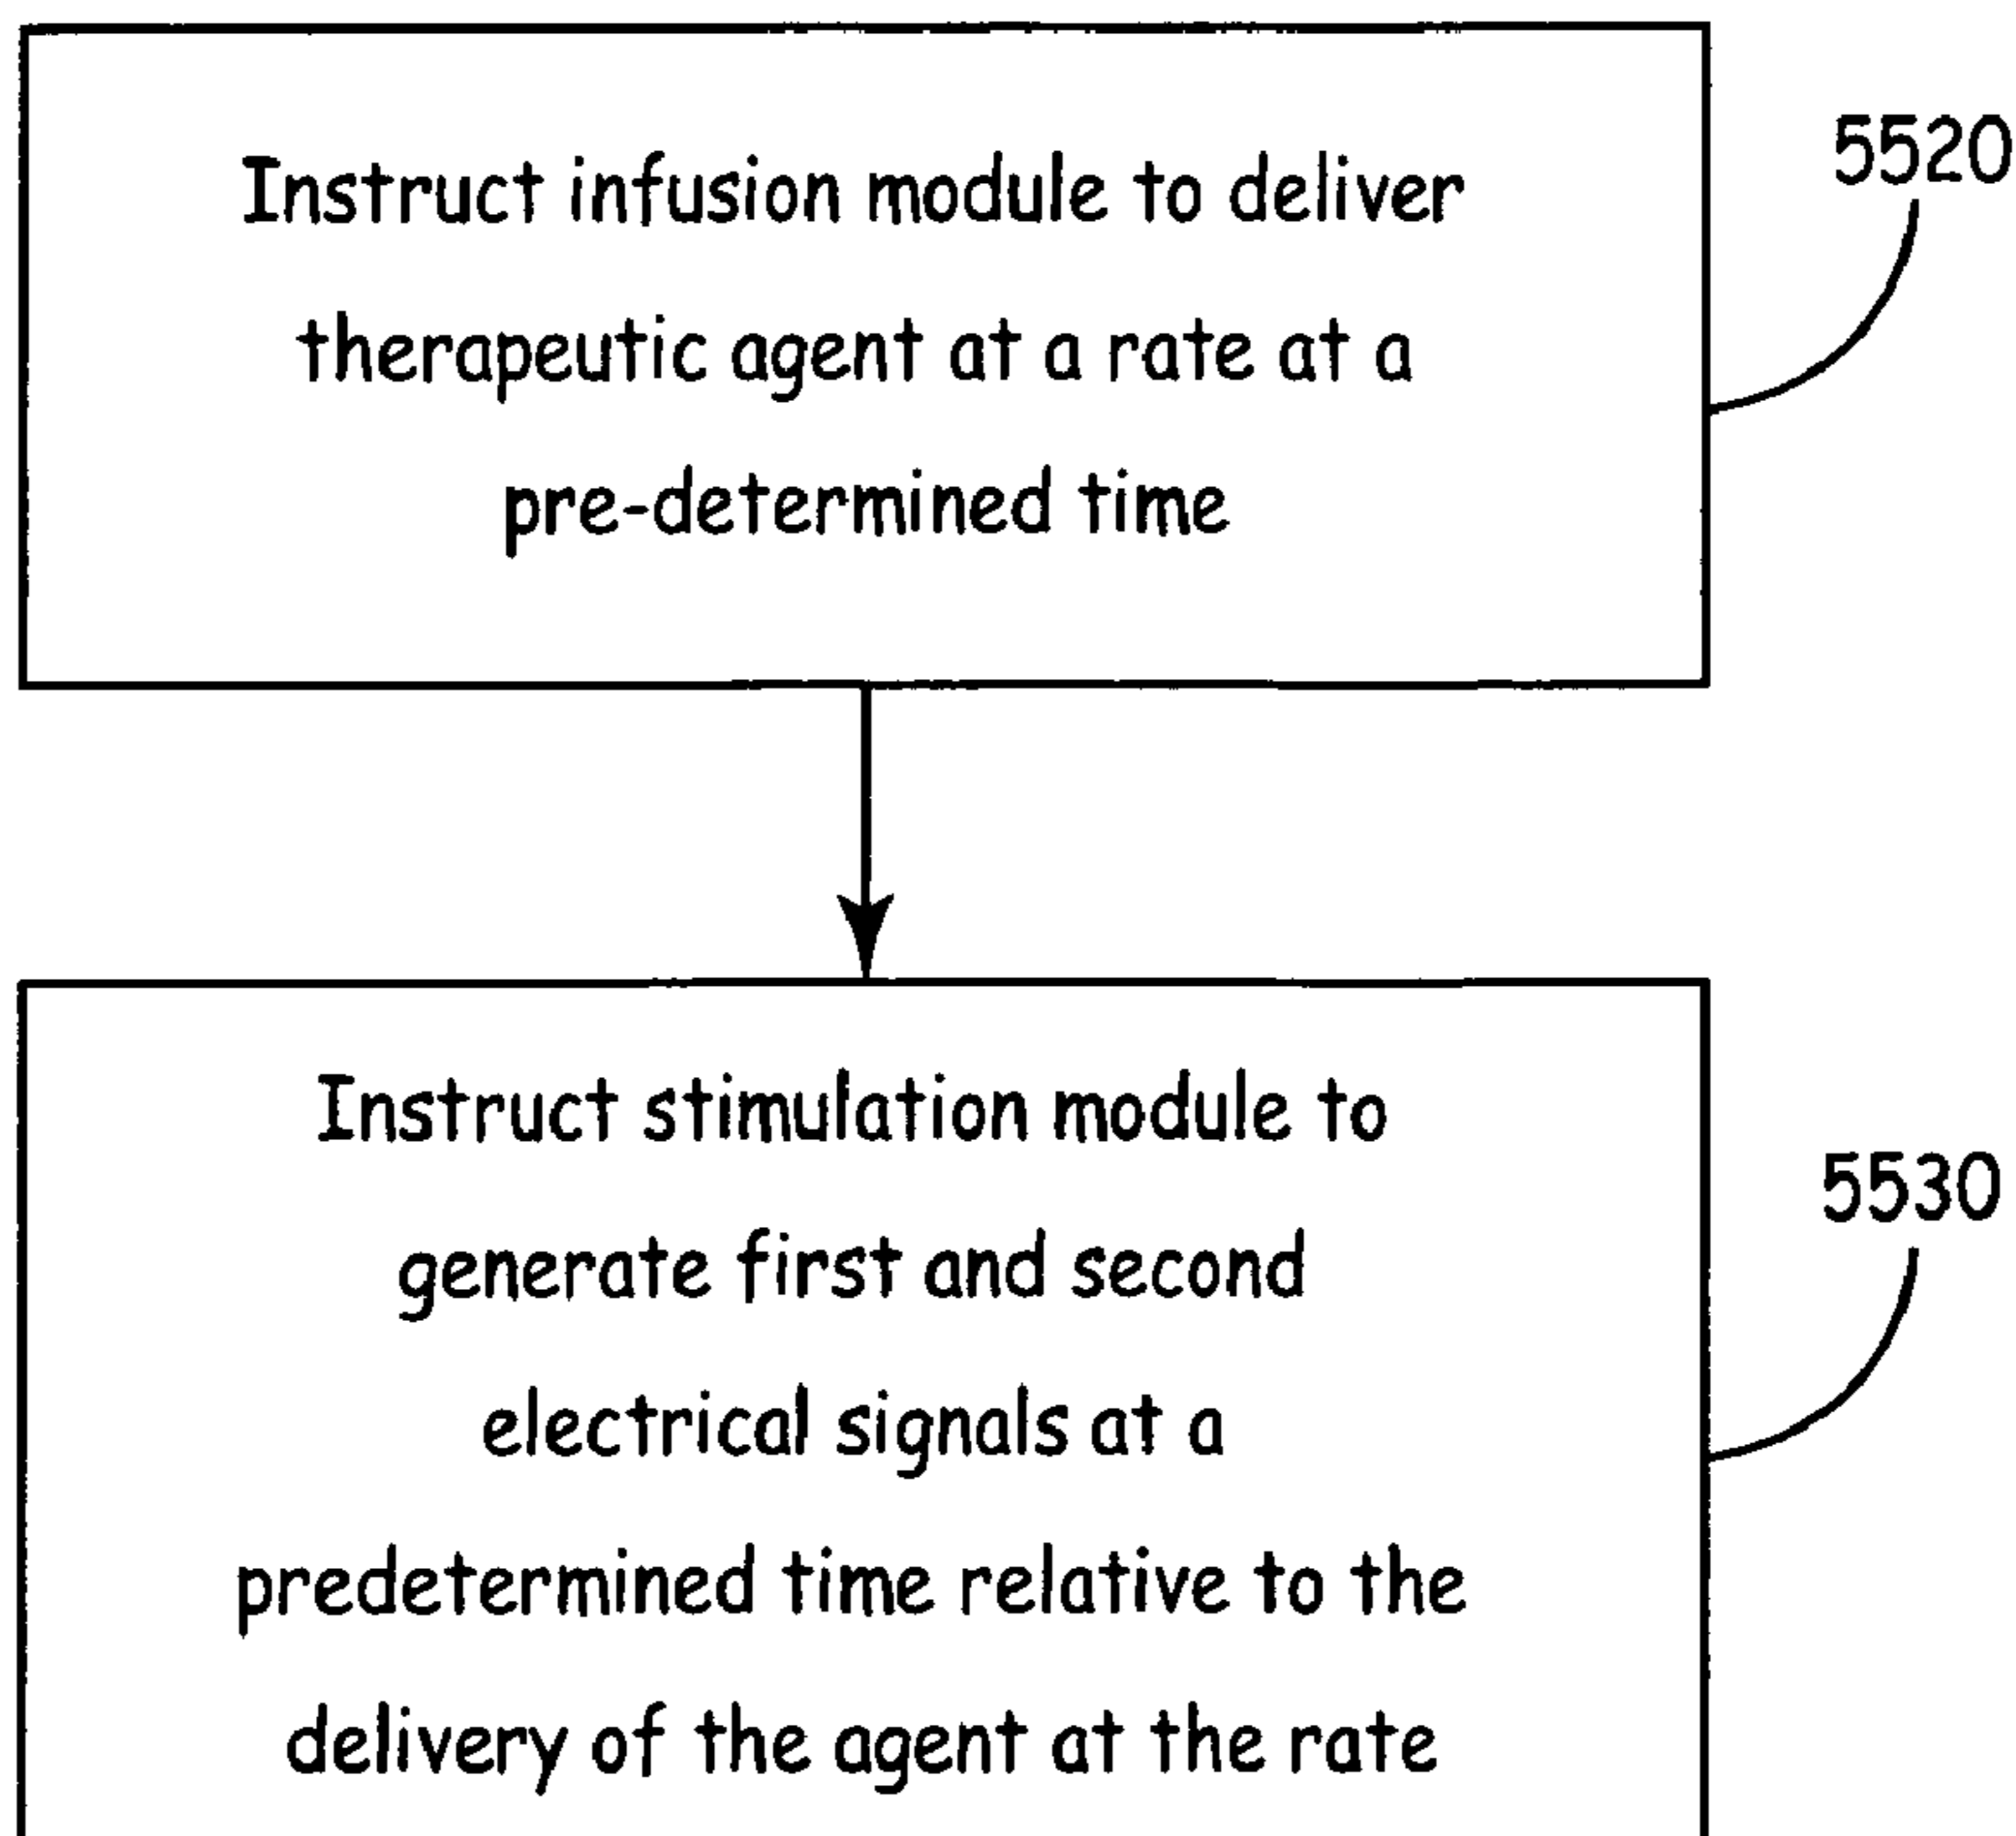 Instruct infusion module to deliver
therapeutic agent at a rate at a
pre-determined time
5520
Instruct stimulation module to
generate first and second
electrical signals at a
predetermined time relative to the
delivery of the agent at the rate
5530